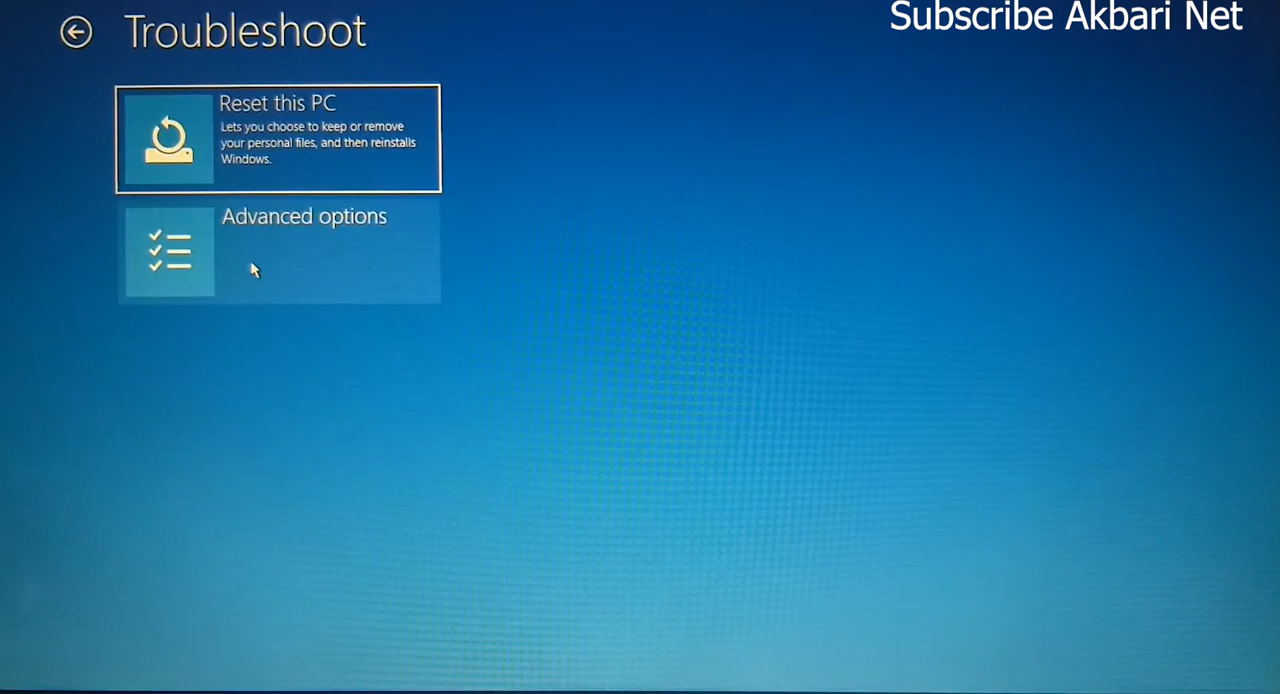 Subscribe Akbari Net
Troubleshoot
Reset this PC
Lets you choose to keep or remove
your personal files, and then reinstalls
Windows.
Advanced options